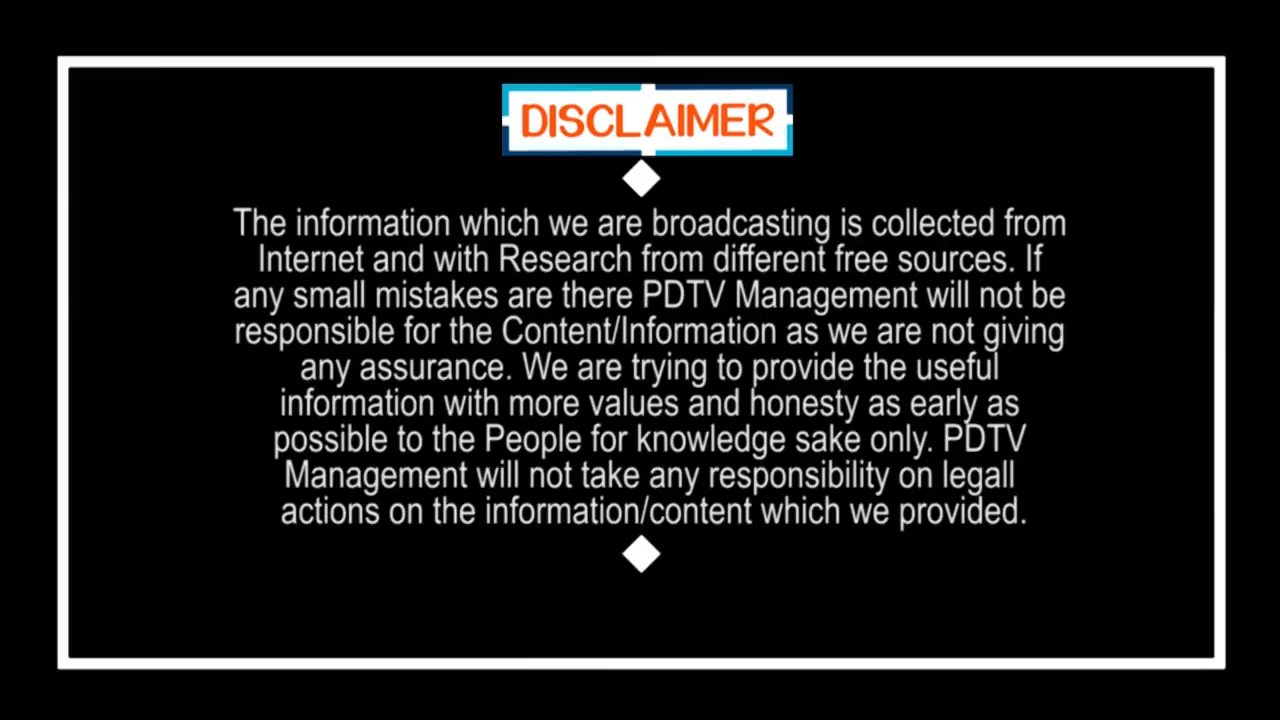 DISCLAIMER
The information which we are broadcasting is collected from
Internet and with Research from different free sources. If
any small mistakes are there PDTV Management will not be
responsible for the Content/Information as we are not giving
any assurance. We are trying to provide the useful
information with more values and honesty as early as
possible to the People for knowledge sake only. PDTV
Management will not take any responsibility on legall
actions on the information/content which we provided.